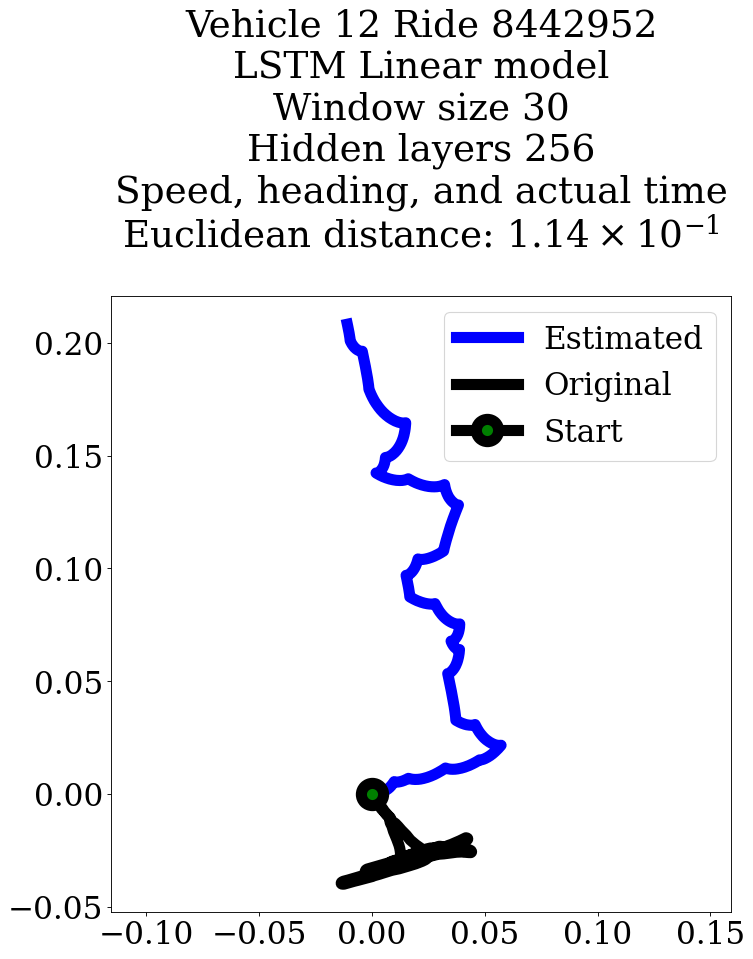 Vehicle 12 Ride 8442952
LSTM Linear model
Window size 30
Hidden layers 256
Speed, heading, and actual time
Euclidean distance: 1.14 × 10⁻¹
Estimated
Original
Start
0.20
0.15
0.10
0.05
0.00
−0.05
−0.10 −0.05 0.00 0.05 0.10 0.15